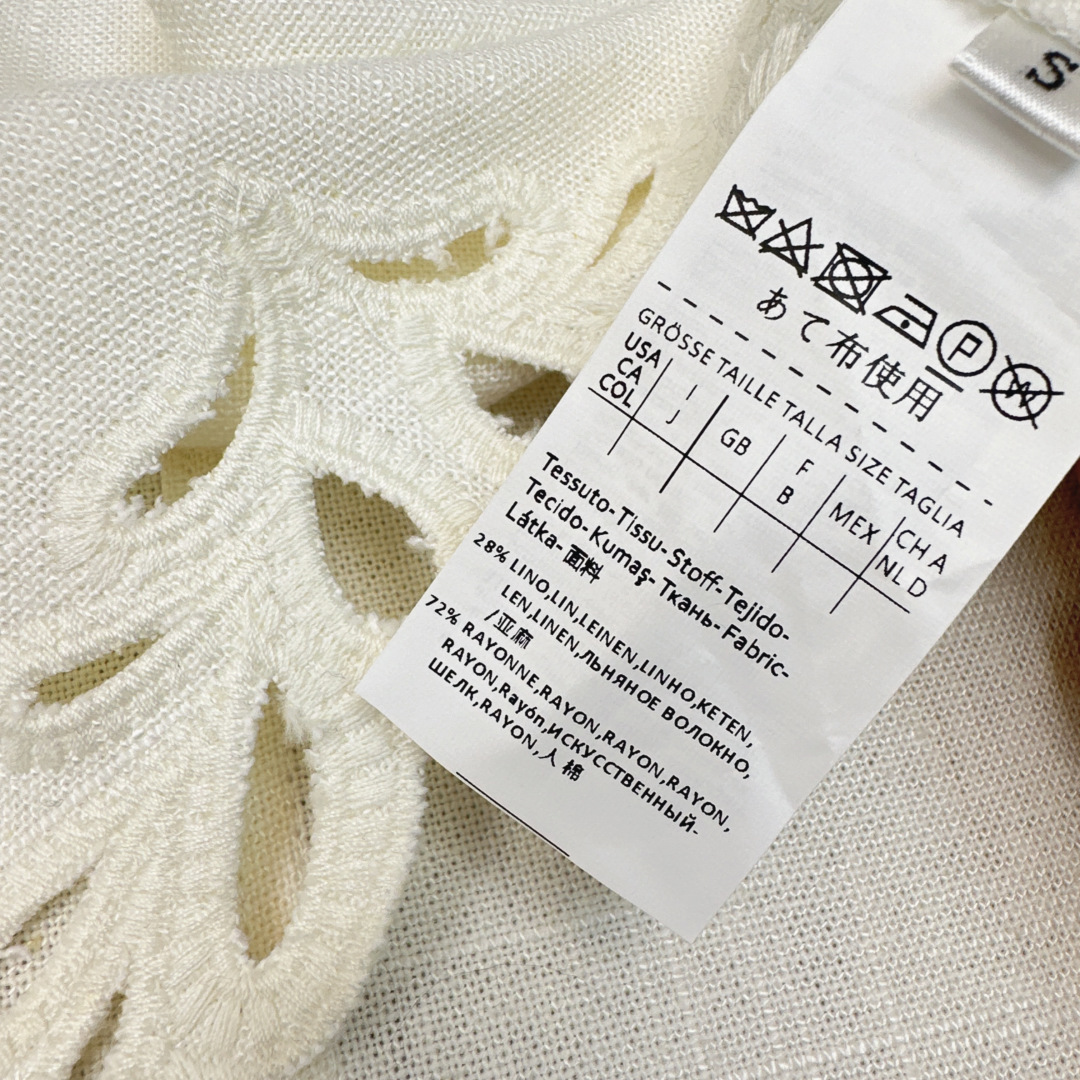 S
P
W
あて布使用
GRÖSSE TAILLE TALLA SIZE TAGLIA
USA CA COL
I J
GB
F B
MEX
CH A NL D
Tessuto-Tissu-Stoff-Tejido-
Tecido-Kumaş-Ткань-Fabric-
Látka-面料
28% LINO,LIN,LEINEN,LINHO,KETEN,
LEN,LINEN,ЛЬНЯНОЕ ВОЛОКНО,
/亚麻
72% RAYONNE,RAYON,RAYON,RAYON,
RAYON,Rayón,ИСКУССТВЕННЫЙ-
ШЕЛК,RAYON,人棉